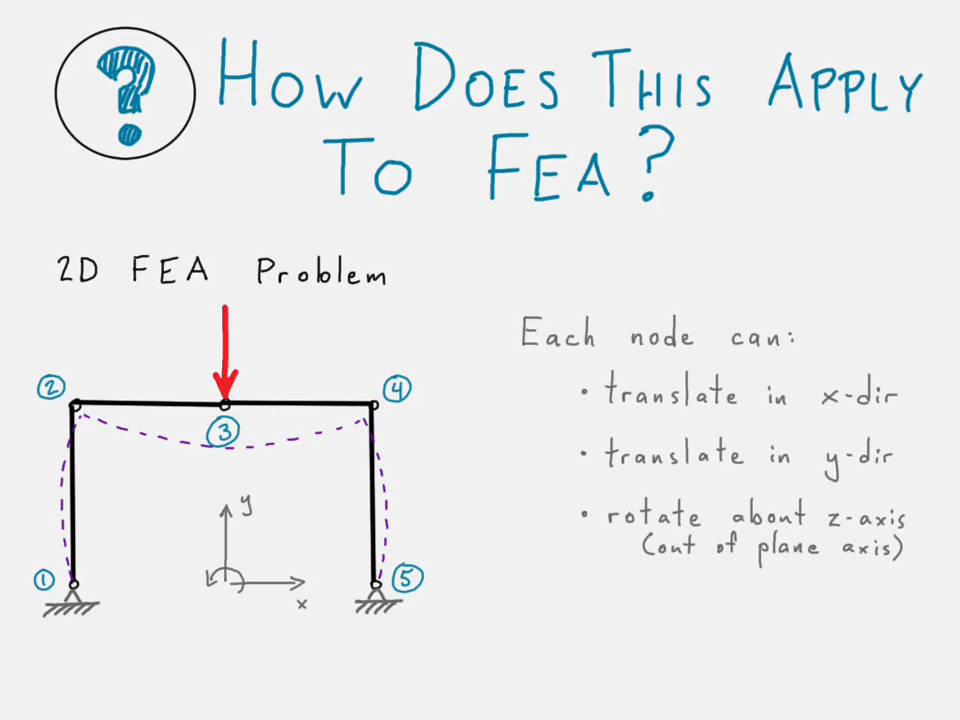 ?
HOW DOES THIS APPLY
TO FEA?
2D FEA Problem
Each node can:
• translate in x-dir
• translate in y-dir
• rotate about z-axis
(out of plane axis)
2
4
3
y
1
5
x